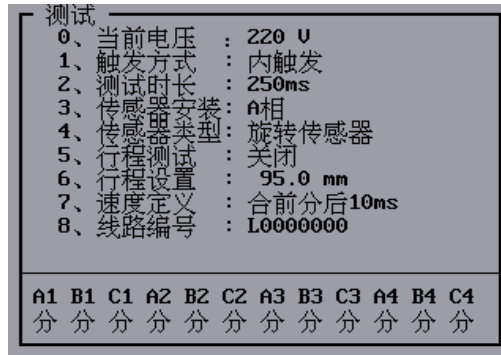 测试
0、当前电压 : 220 V
1、触发方式 : 内触发
2、测试时长 : 250ms
3、传感器安装: A相
4、传感器类型: 旋转传感器
5、行程测试 : 关闭
6、行程设置 : 95.0 mm
7、速度定义 : 合前分后10ms
8、线路编号 : L0000000
A1 B1 C1 A2 B2 C2 A3 B3 C3 A4 B4 C4
分 分 分 分 分 分 分 分 分 分 分 分